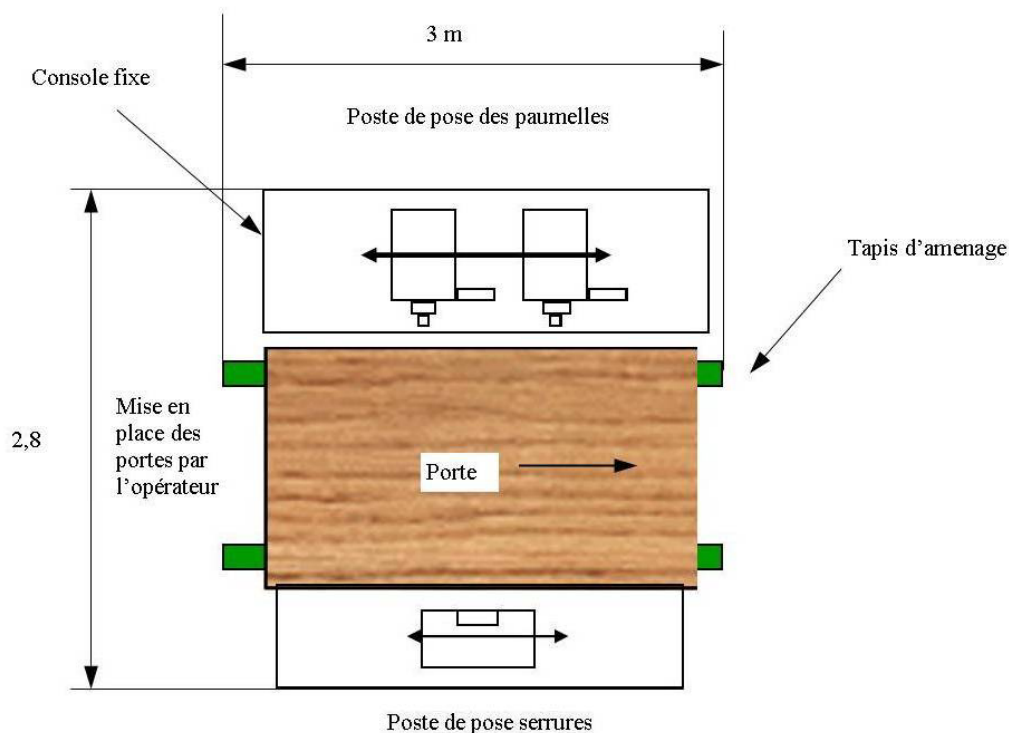 3 m
Console fixe
Poste de pose des paumelles
Tapis d’amenage
Mise en
place des
portes par
l’opérateur
2,8
Porte
Poste de pose serrures